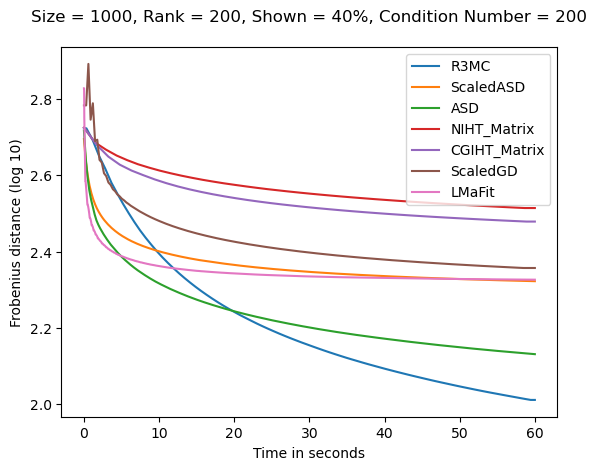 Size = 1000, Rank = 200, Shown = 40%, Condition Number = 200
R3MC
ScaledASD
ASD
NIHT_Matrix
CGIHT_Matrix
ScaledGD
LMaFit
Frobenius distance (log 10)
2.8
2.6
2.4
2.2
2.0
0 10 20 30 40 50 60
Time in seconds